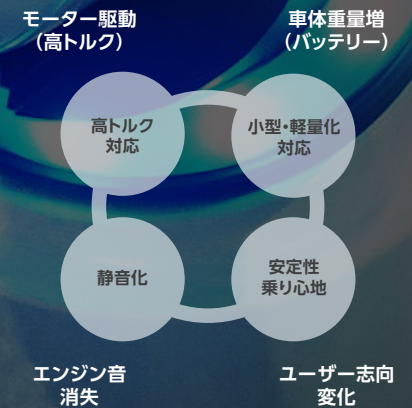 モーター駆動
（高トルク）
車体重量増
（バッテリー）
高トルク
対応
小型・軽量化
対応
静音化
安定性
乗り心地
エンジン音
消失
ユーザー志向
変化